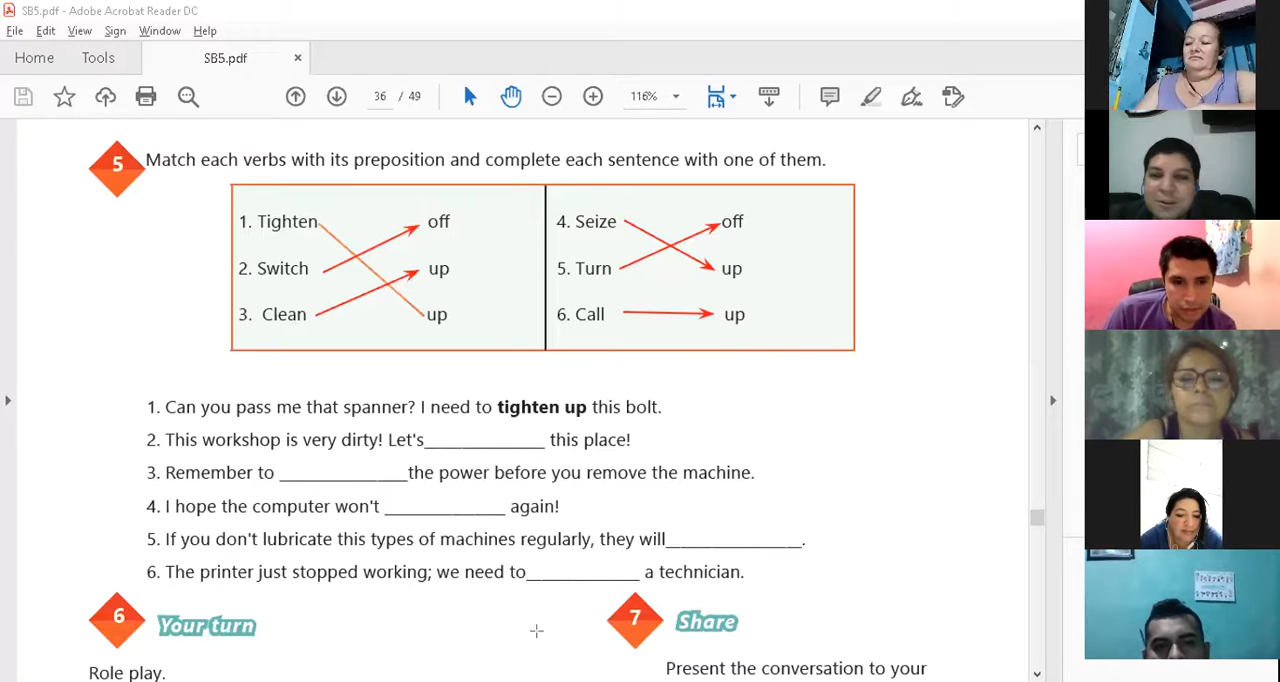 SB5.pdf - Adobe Acrobat Reader DC
File Edit View Sign Window Help
Home Tools SB5.pdf ×
36 / 49 116%
5 Match each verbs with its preposition and complete each sentence with one of them.
1. Tighten off 4. Seize off
2. Switch up 5. Turn up
3. Clean up 6. Call up
1. Can you pass me that spanner? I need to tighten up this bolt.
2. This workshop is very dirty! Let's______________ this place!
3. Remember to _______________the power before you remove the machine.
4. I hope the computer won't ______________ again!
5. If you don't lubricate this types of machines regularly, they will________________.
6. The printer just stopped working; we need to_____________ a technician.
6 Your turn 7 Share
Role play. Present the conversation to your